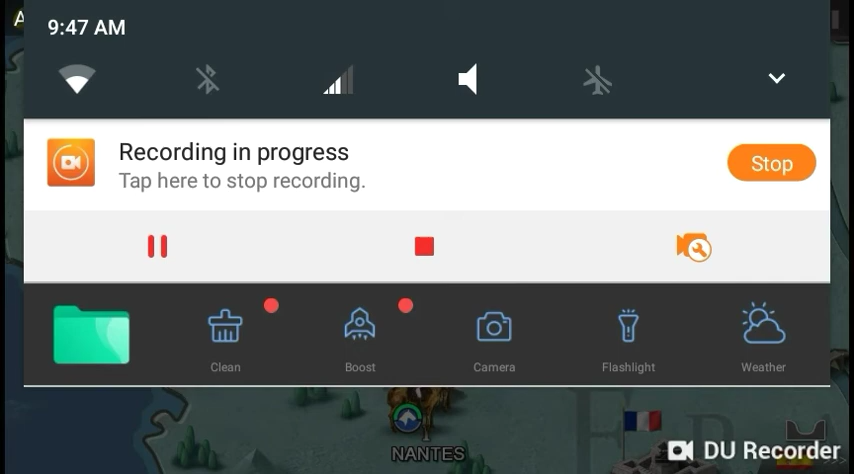 A
9:47 AM
Recording in progress
Tap here to stop recording.
Stop
Clean
Boost
Camera
Flashlight
Weather
NANTES
F R A
DU Recorder